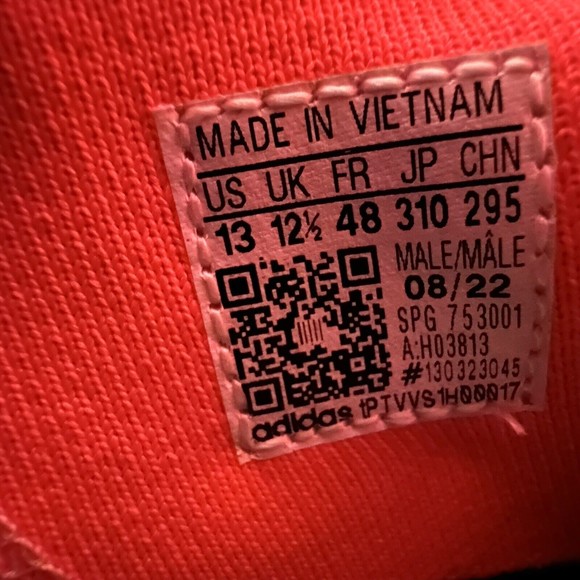 MADE IN VIETNAM
US UK FR JP CHN
13 12½ 48 310 295
MALE/MÂLE
08/22
SPG 753001
A:H03813
#130323045
adidas tPTVVS1H00017